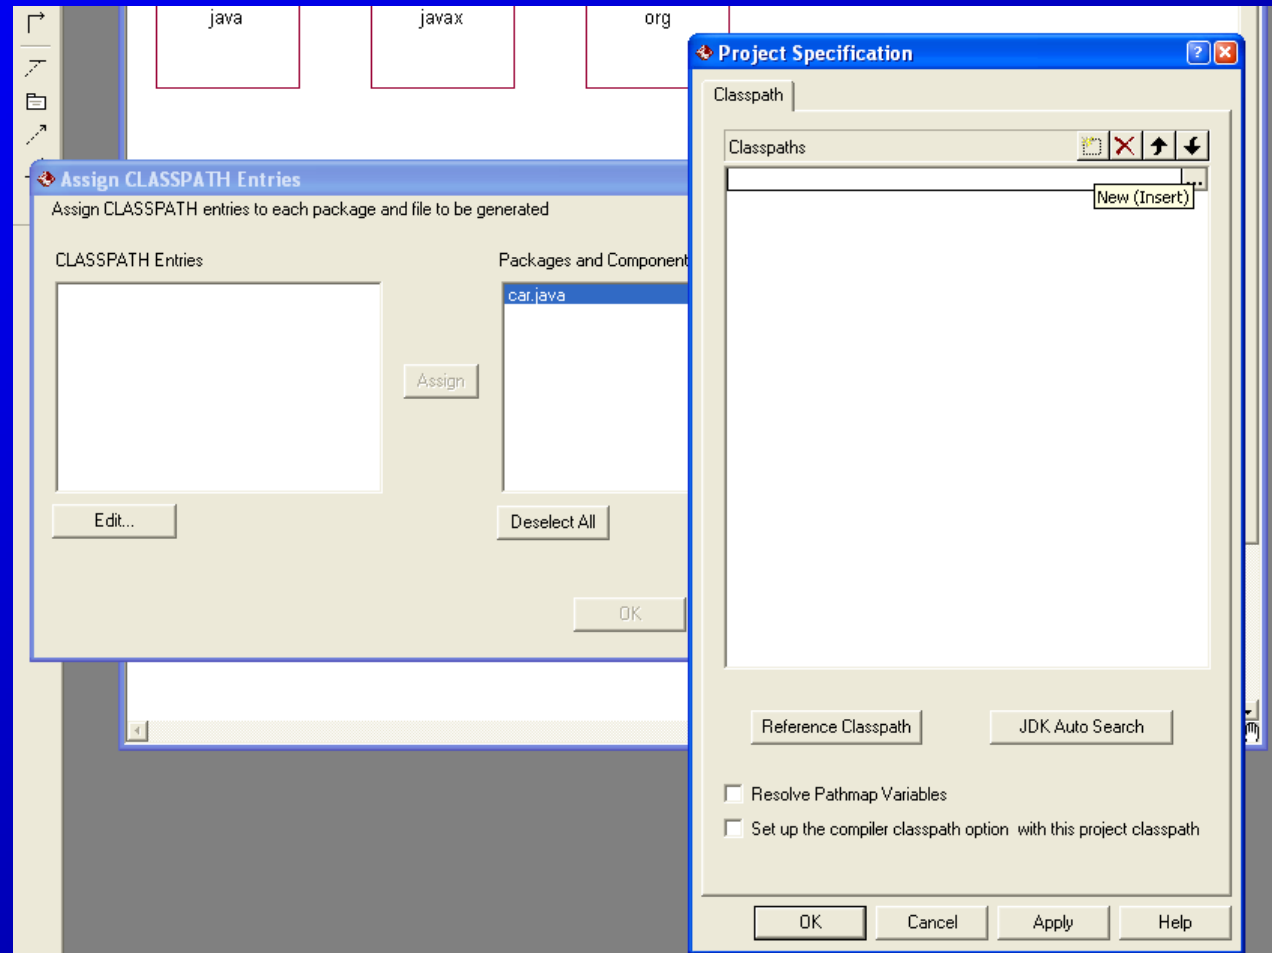 java
javax
org
Project Specification
Classpath
Classpaths
...
New (Insert)
Assign CLASSPATH Entries
Assign CLASSPATH entries to each package and file to be generated
CLASSPATH Entries
Packages and Component
car.java
Assign
Edit...
Deselect All
OK
Reference Classpath
JDK Auto Search
Resolve Pathmap Variables
Set up the compiler classpath option with this project classpath
OK
Cancel
Apply
Help